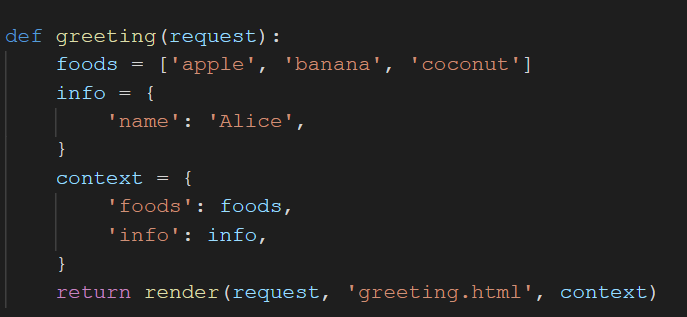 def greeting(request):
    foods = ['apple', 'banana', 'coconut']
    info = {
        'name': 'Alice',
    }
    context = {
        'foods': foods,
        'info': info,
    }
    return render(request, 'greeting.html', context)